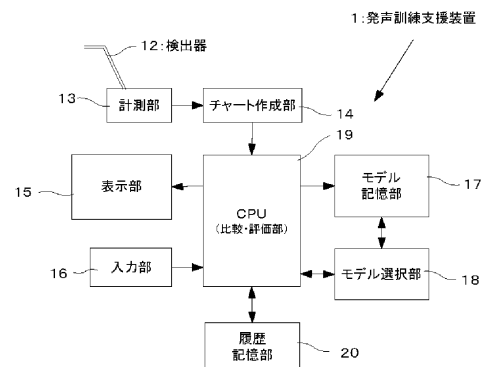 12:検出器
1:発声訓練支援装置
13
計測部
チャート作成部
14
19
15
表示部
CPU
(比較・評価部)
モデル
記憶部
17
16
入力部
モデル選択部
18
履歴
記憶部
20